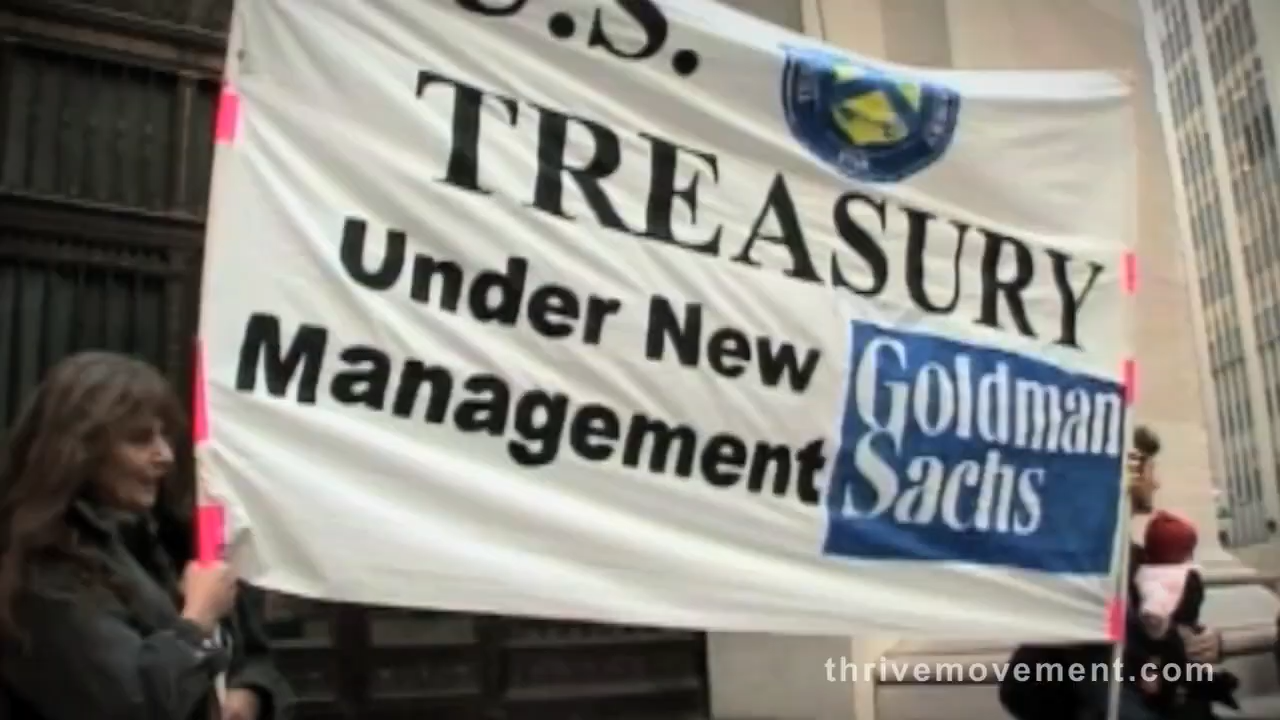 U.S.
TREASURY
Under New
Management
Goldman
Sachs
thrivemovement.com